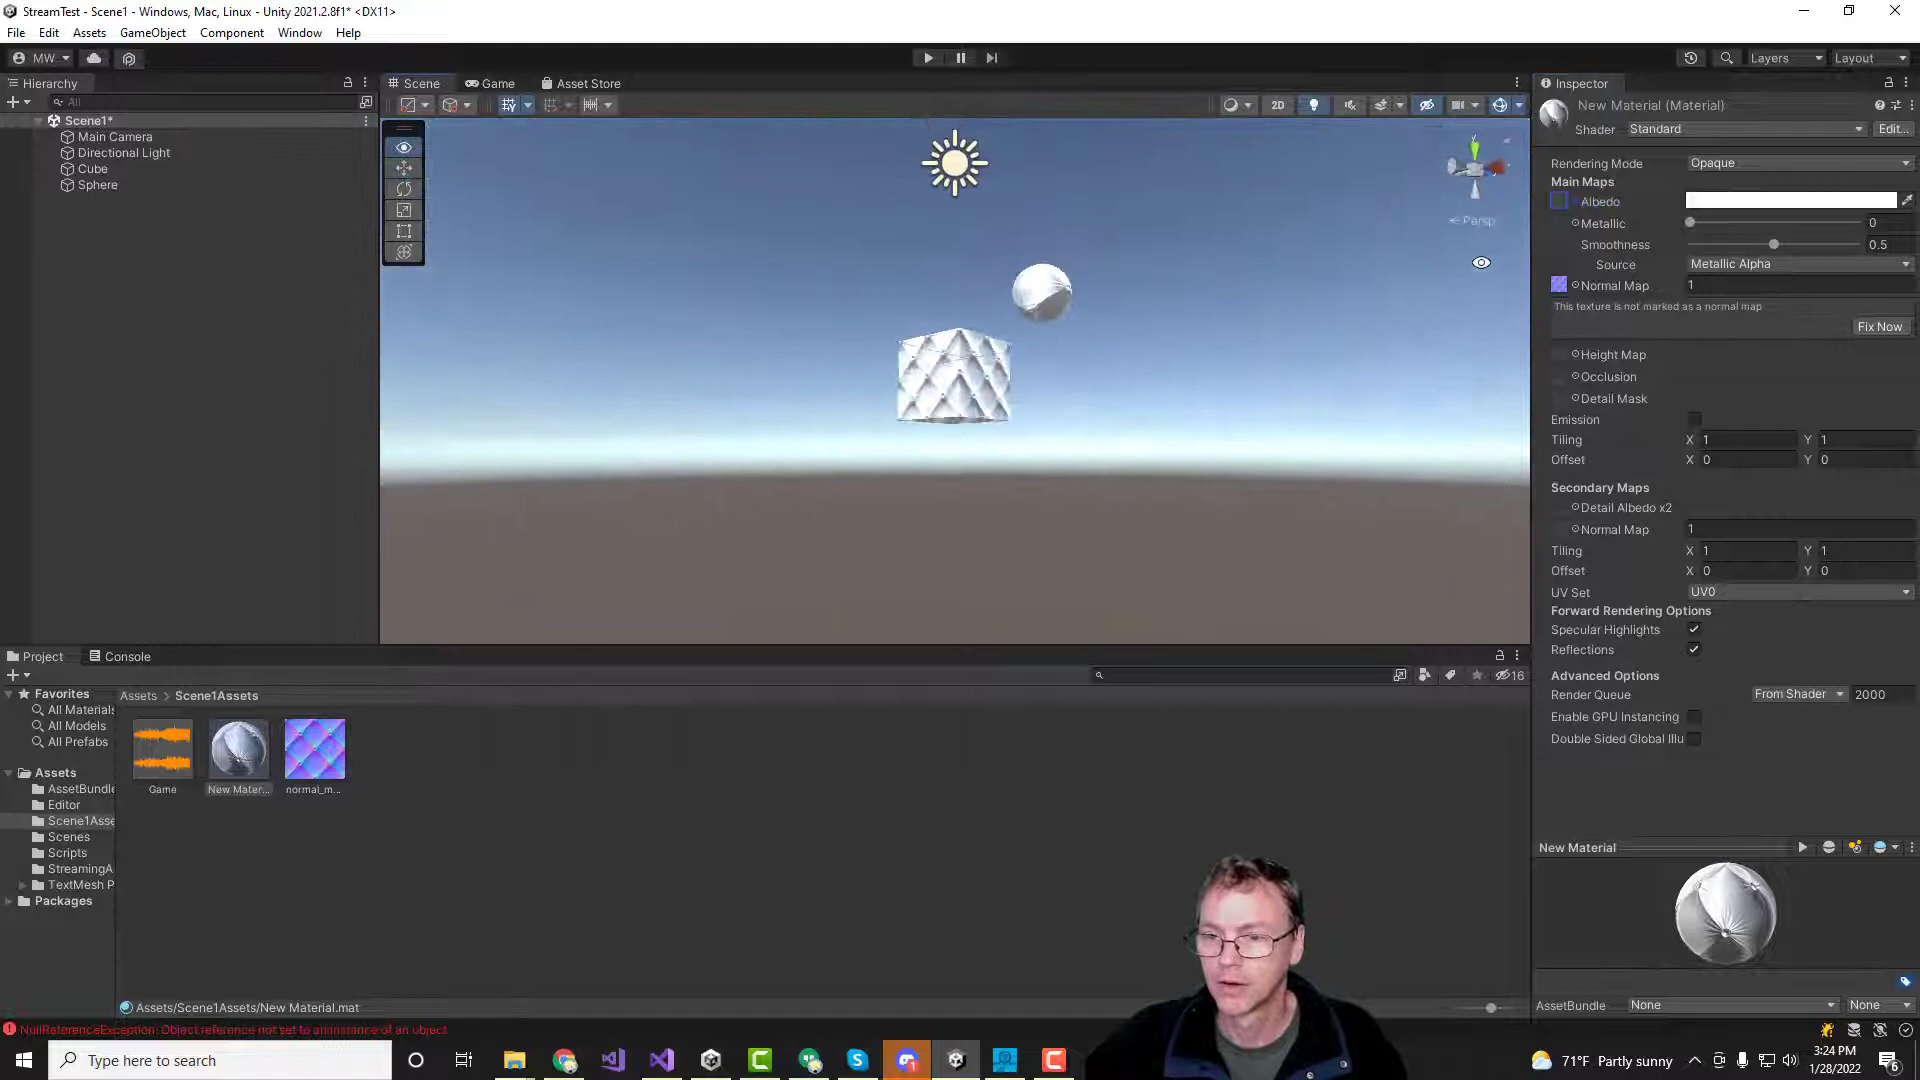 StreamTest - Scene1 - Windows, Mac, Linux - Unity 2021.2.8f1* <DX11>
File Edit Assets GameObject Component Window Help
MW Layers Layout
Hierarchy
All
Scene1*
Main Camera
Directional Light
Cube
Sphere
Scene Game Asset Store
2D
Persp
Inspector
New Material (Material)
Shader Standard Edit...
Rendering Mode Opaque
Main Maps
Albedo
Metallic 0
Smoothness 0.5
Source Metallic Alpha
Normal Map 1
This texture is not marked as a normal map
Fix Now
Height Map
Occlusion
Detail Mask
Emission
Tiling X 1 Y 1
Offset X 0 Y 0
Secondary Maps
Detail Albedo x2
Normal Map 1
Tiling X 1 Y 1
Offset X 0 Y 0
UV Set UV0
Forward Rendering Options
Specular Highlights
Reflections
Advanced Options
Render Queue From Shader 2000
Enable GPU Instancing
Double Sided Global Illu
New Material
AssetBundle None None
Project Console
16
Favorites
All Materials
All Models
All Prefabs
Assets
AssetBundle
Editor
Scene1Asse
Scenes
Scripts
StreamingA
TextMesh P
Packages
Assets > Scene1Assets
Game New Mater... normal_m...
Assets/Scene1Assets/New Material.mat
NullReferenceException: Object reference not set to an instance of an object
Type here to search
1
71°F Partly sunny
3:24 PM
1/28/2022
6